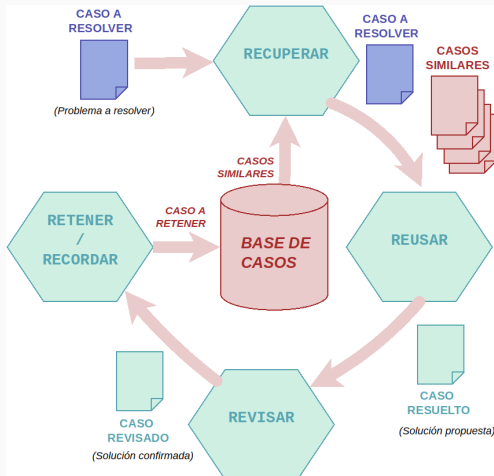 CASO A
RESOLVER
(Problema a resolver)
RECUPERAR
CASO A
RESOLVER
CASOS
SIMILARES
CASOS
SIMILARES
RETENER
/
RECORDAR
CASO A
RETENER
BASE DE
CASOS
REUSAR
CASO
REVISADO
(Solución confirmada)
REVISAR
CASO
RESUELTO
(Solución propuesta)